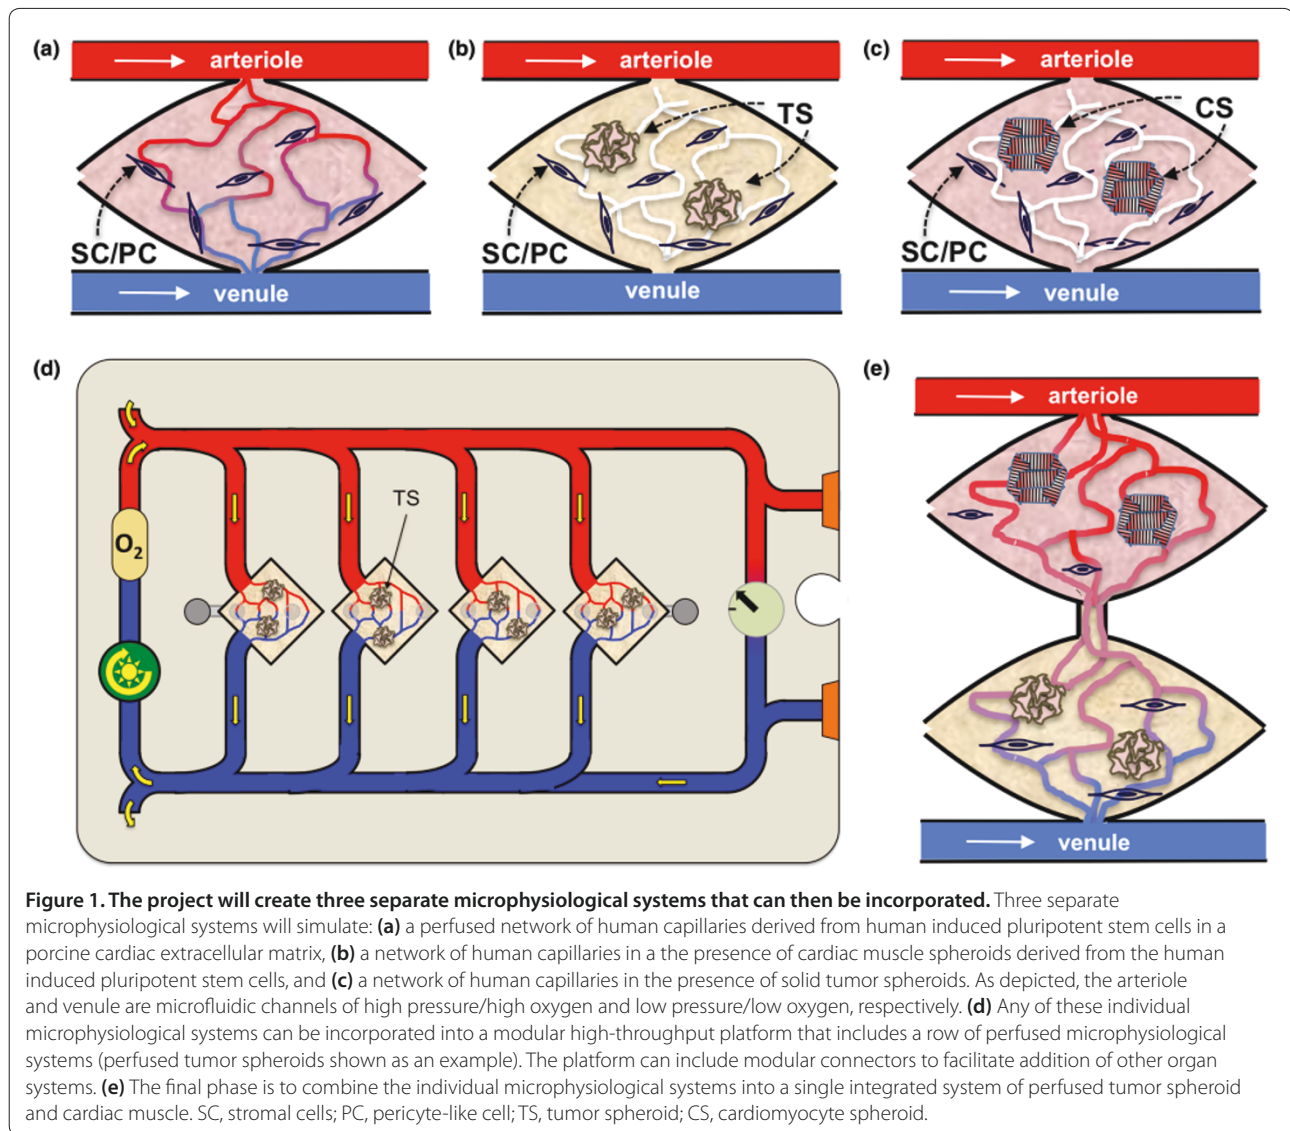 (a)
arteriole
SC/PC
venule
(b)
arteriole
TS
SC/PC
venule
(c)
arteriole
CS
SC/PC
venule
(d)
TS
O2
(e)
arteriole
venule
Figure 1. The project will create three separate microphysiological systems that can then be incorporated. Three separate
microphysiological systems will simulate: (a) a perfused network of human capillaries derived from human induced pluripotent stem cells in a
porcine cardiac extracellular matrix, (b) a network of human capillaries in a the presence of cardiac muscle spheroids derived from the human
induced pluripotent stem cells, and (c) a network of human capillaries in the presence of solid tumor spheroids. As depicted, the arteriole
and venule are microfluidic channels of high pressure/high oxygen and low pressure/low oxygen, respectively. (d) Any of these individual
microphysiological systems can be incorporated into a modular high-throughput platform that includes a row of perfused microphysiological
systems (perfused tumor spheroids shown as an example). The platform can include modular connectors to facilitate addition of other organ
systems. (e) The final phase is to combine the individual microphysiological systems into a single integrated system of perfused tumor spheroid
and cardiac muscle. SC, stromal cells; PC, pericyte-like cell; TS, tumor spheroid; CS, cardiomyocyte spheroid.